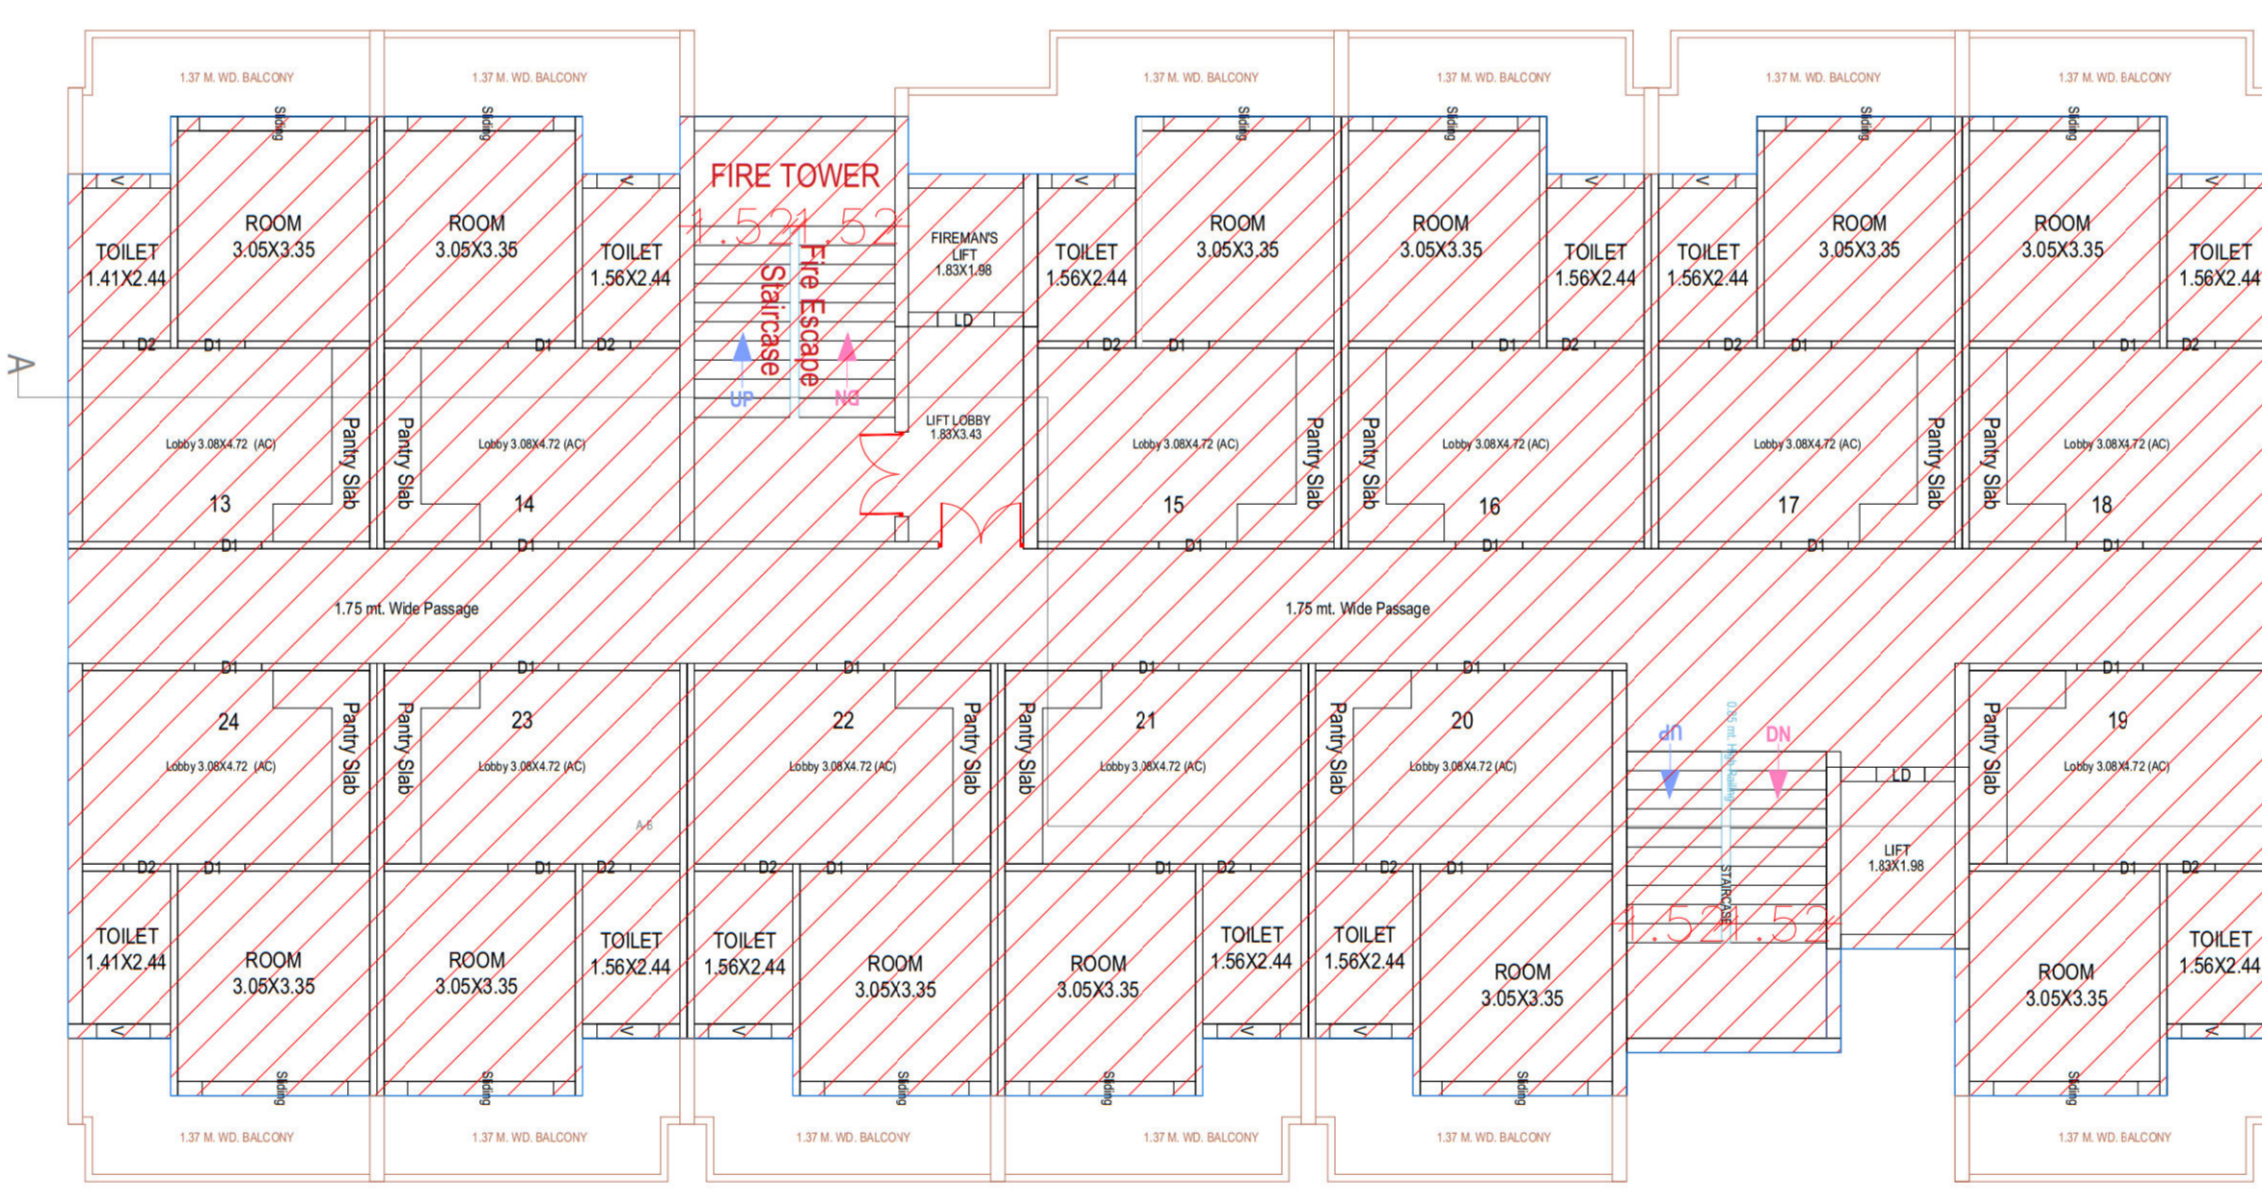 1.37 M. WD. BALCONY
1.37 M. WD. BALCONY
1.37 M. WD. BALCONY
1.37 M. WD. BALCONY
1.37 M. WD. BALCONY
1.37 M. WD. BALCONY
Sliding
Sliding
Sliding
Sliding
Sliding
Sliding
FIRE TOWER
V
V
V
V
V
V
ROOM
3.05X3.35
ROOM
3.05X3.35
ROOM
3.05X3.35
ROOM
3.05X3.35
ROOM
3.05X3.35
ROOM
3.05X3.35
1.52
1.52
TOILET
1.41X2.44
TOILET
1.56X2.44
FIREMAN'S
LIFT
1.83X1.98
TOILET
1.56X2.44
TOILET
1.56X2.44
TOILET
1.56X2.44
TOILET
1.56X2.44
Fire Escape
Staircase
LD
D2
D1
D1
D2
D2
D1
D1
D2
D2
D1
D1
D2
A
UP
DN
LIFT LOBBY
1.83X3.43
Lobby 3.08X4.72 (AC)
Pantry Slab
Pantry Slab
Lobby 3.08X4.72 (AC)
Lobby 3.08X4.72 (AC)
Pantry Slab
Pantry Slab
Lobby 3.08X4.72 (AC)
Lobby 3.08X4.72 (AC)
Pantry Slab
Pantry Slab
Lobby 3.08X4.72 (AC)
13
14
15
16
17
18
D1
D1
D1
D1
D1
D1
1.75 mt. Wide Passage
1.75 mt. Wide Passage
D1
D1
D1
D1
D1
D1
24
23
22
21
20
19
Pantry Slab
Pantry Slab
Pantry Slab
Pantry Slab
Pantry Slab
Pantry Slab
UP
DN
0.85 mt. High Railing
Lobby 3.08X4.72 (AC)
Lobby 3.08X4.72 (AC)
Lobby 3.08X4.72 (AC)
Lobby 3.08X4.72 (AC)
Lobby 3.08X4.72 (AC)
Lobby 3.08X4.72 (AC)
LD
A-B
LIFT
1.83X1.98
D2
D1
D1
D2
D2
D1
D1
D2
D2
D1
D1
D2
STAIRCASE
1.52
1.52
TOILET
1.41X2.44
ROOM
3.05X3.35
ROOM
3.05X3.35
TOILET
1.56X2.44
TOILET
1.56X2.44
ROOM
3.05X3.35
ROOM
3.05X3.35
TOILET
1.56X2.44
TOILET
1.56X2.44
ROOM
3.05X3.35
ROOM
3.05X3.35
TOILET
1.56X2.44
V
V
V
V
V
V
Sliding
Sliding
Sliding
Sliding
Sliding
Sliding
1.37 M. WD. BALCONY
1.37 M. WD. BALCONY
1.37 M. WD. BALCONY
1.37 M. WD. BALCONY
1.37 M. WD. BALCONY
1.37 M. WD. BALCONY